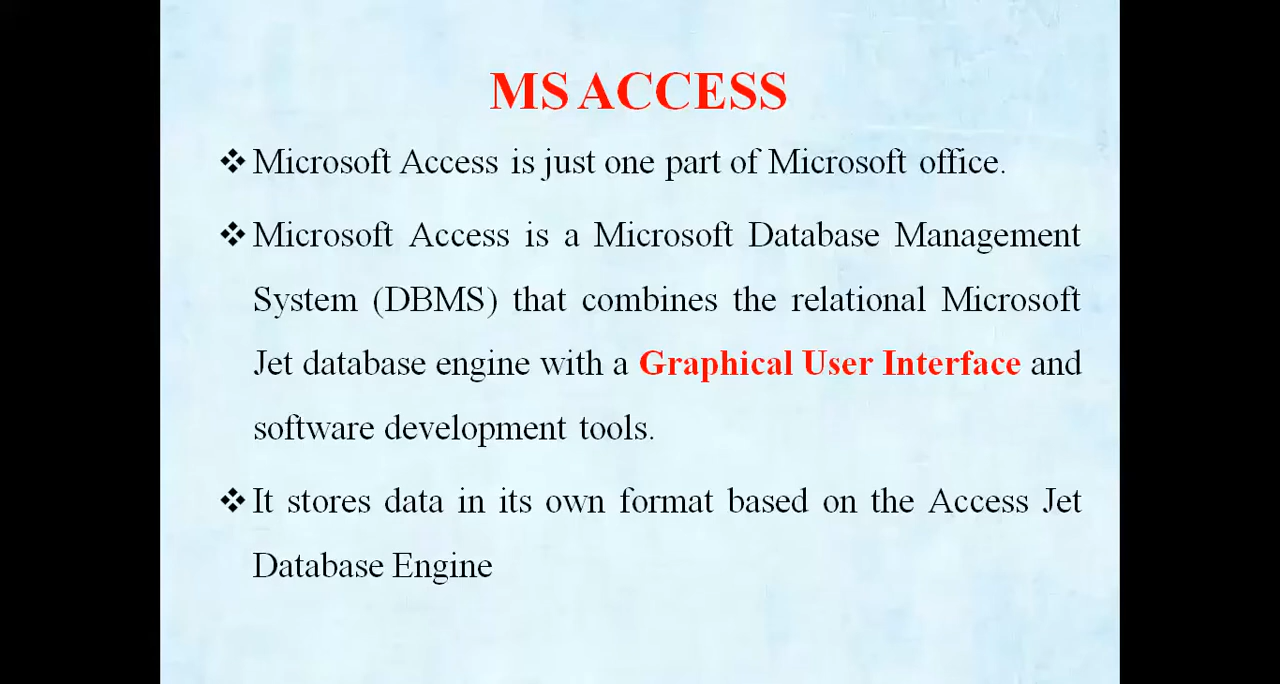 MS ACCESS
❖ Microsoft Access is just one part of Microsoft office.
❖ Microsoft Access is a Microsoft Database Management
System (DBMS) that combines the relational Microsoft
Jet database engine with a Graphical User Interface and
software development tools.
❖ It stores data in its own format based on the Access Jet
Database Engine